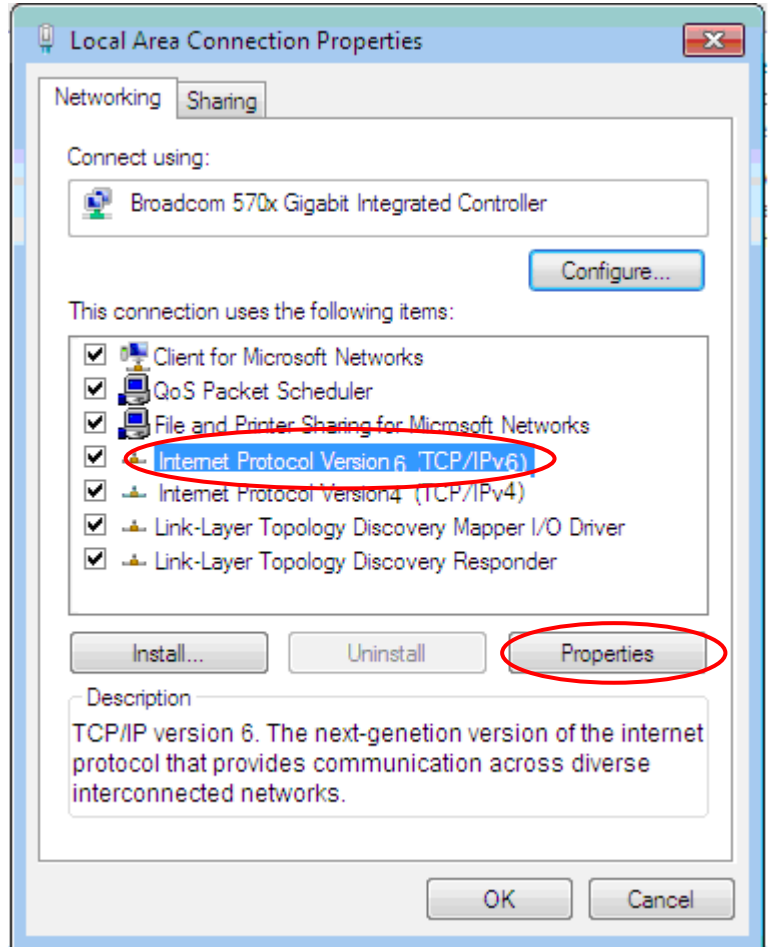 Local Area Connection Properties
Networking
Sharing
Connect using:
Broadcom 570x Gigabit Integrated Controller
Configure...
This connection uses the following items:
Client for Microsoft Networks
QoS Packet Scheduler
File and Printer Sharing for Microsoft Networks
Internet Protocol Version 6 (TCP/IPv6)
Internet Protocol Version4 (TCP/IPv4)
Link-Layer Topology Discovery Mapper I/O Driver
Link-Layer Topology Discovery Responder
Install...
Uninstall
Properties
Description
TCP/IP version 6. The next-genetion version of the internet
protocol that provides communication across diverse
interconnected networks.
OK
Cancel